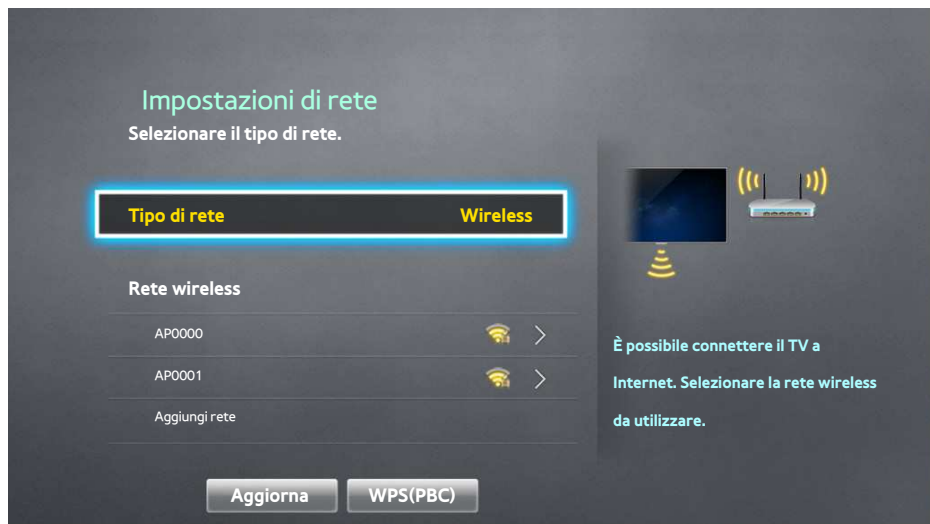 Impostazioni di rete
Selezionare il tipo di rete.
Tipo di rete Wireless
Rete wireless
AP0000
AP0001
Aggiungi rete
È possibile connettere il TV a
Internet. Selezionare la rete wireless
da utilizzare.
Aggiorna WPS(PBC)